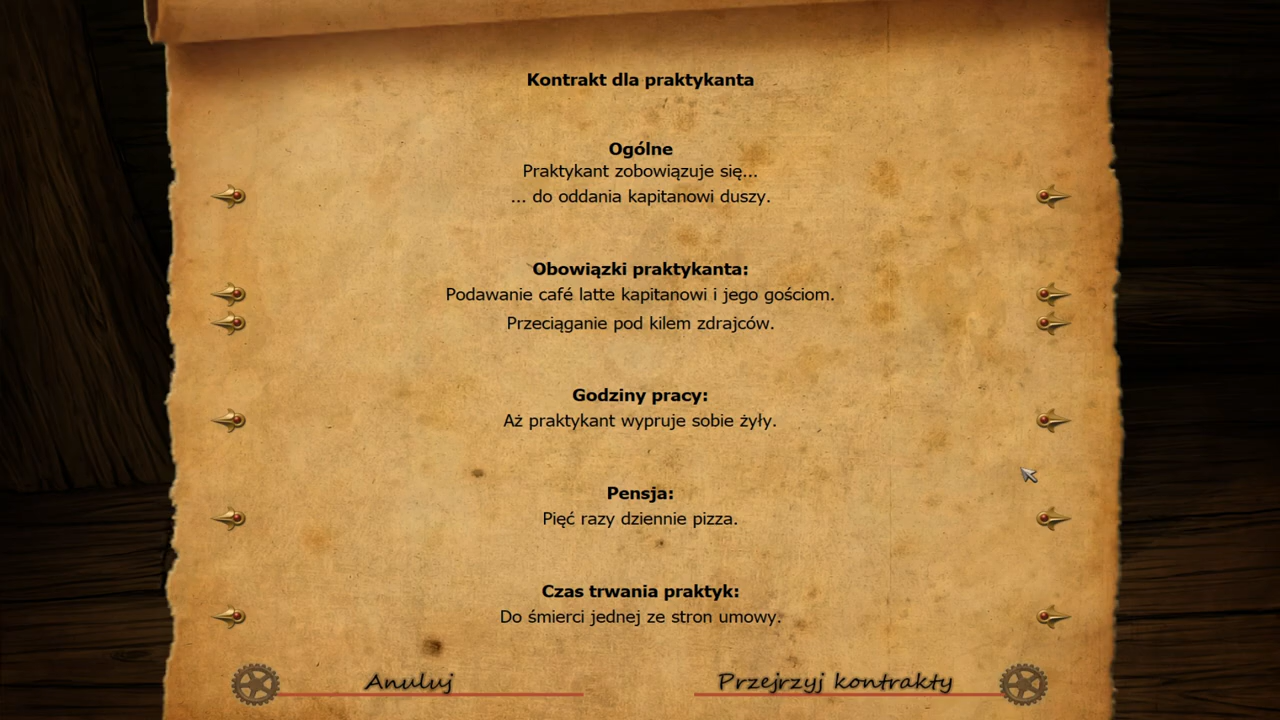 Kontrakt dla praktykanta
Ogólne
Praktykant zobowiązuje się...
... do oddania kapitanowi duszy.
Obowiązki praktykanta:
Podawanie café latte kapitanowi i jego gościom.
Przeciąganie pod kilem zdrajców.
Godziny pracy:
Aż praktykant wypruje sobie żyły.
Pensja:
Pięć razy dziennie pizza.
Czas trwania praktyk:
Do śmierci jednej ze stron umowy.
Anuluj
Przejrzyj kontrakty